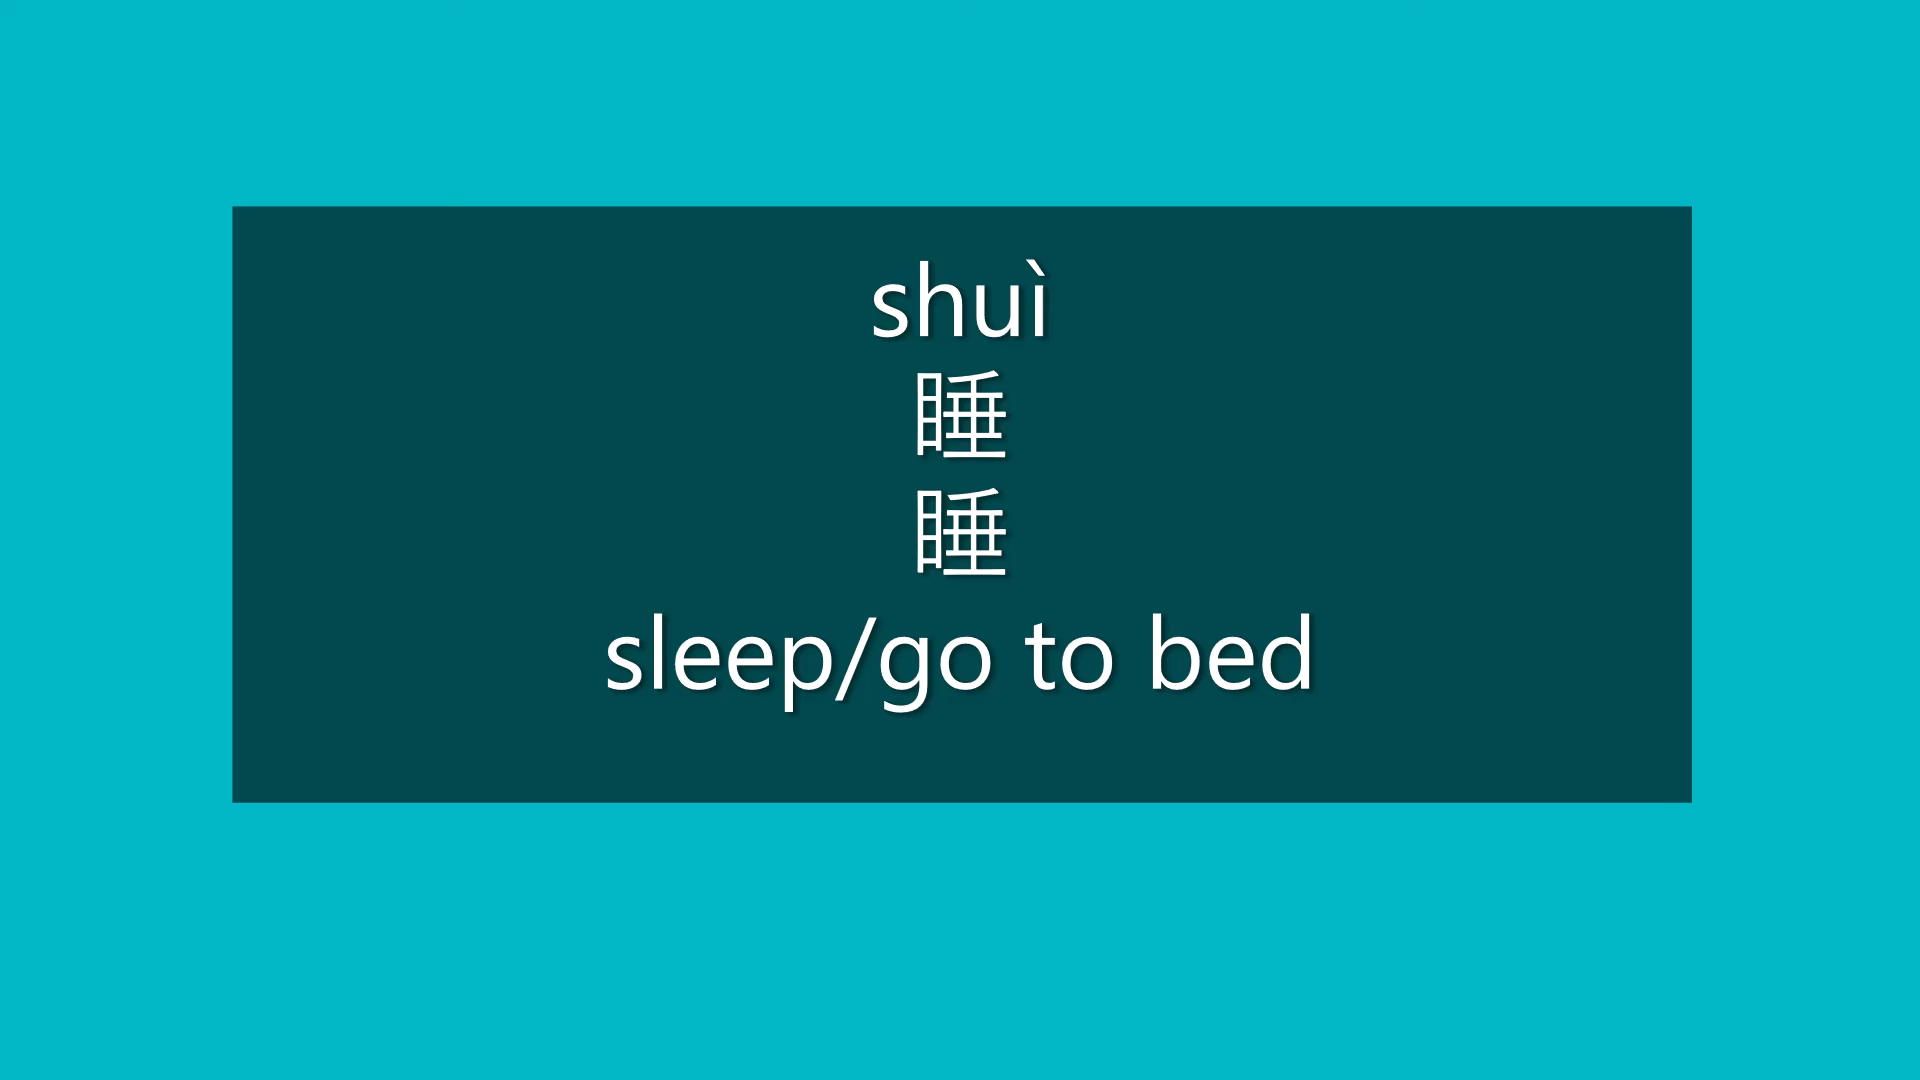 shuì
睡
睡
sleep/go to bed